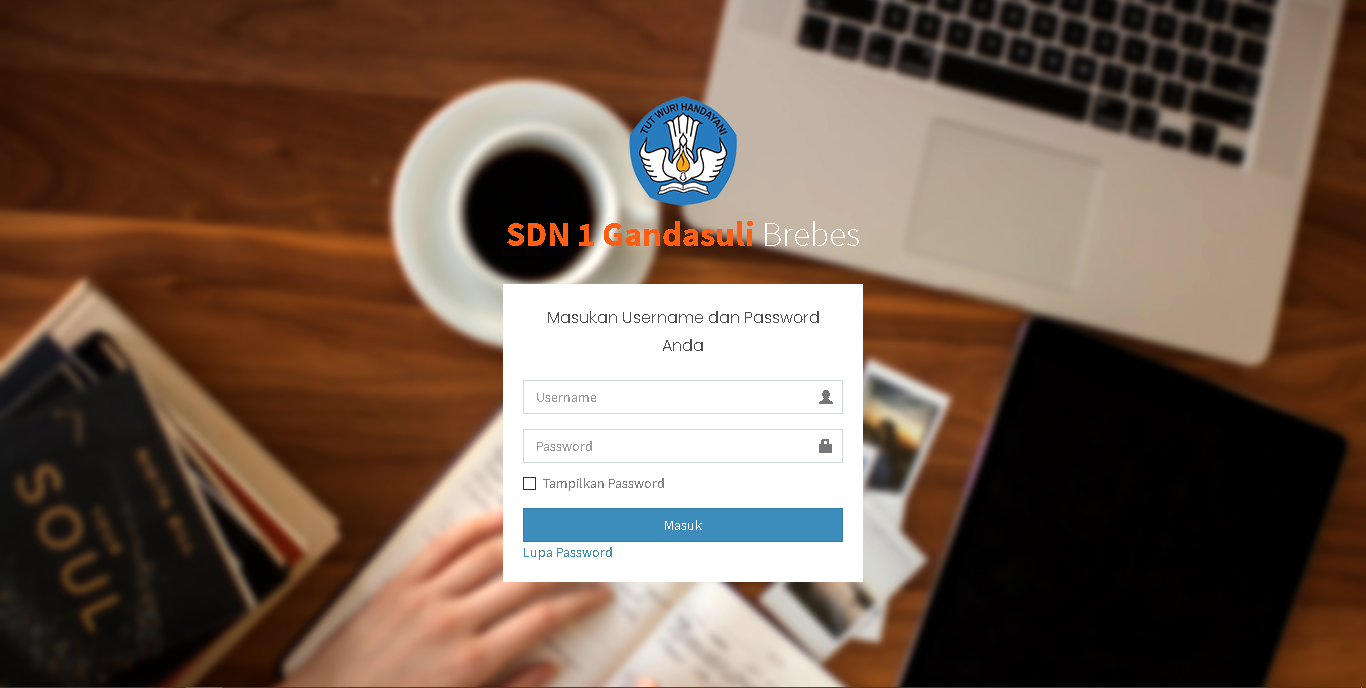 TUT WURI HANDAYANI
SDN 1 Gandasuli Brebes
Masukan Username dan Password
Anda
Username
Password
Tampilkan Password
Masuk
Lupa Password
SOUL